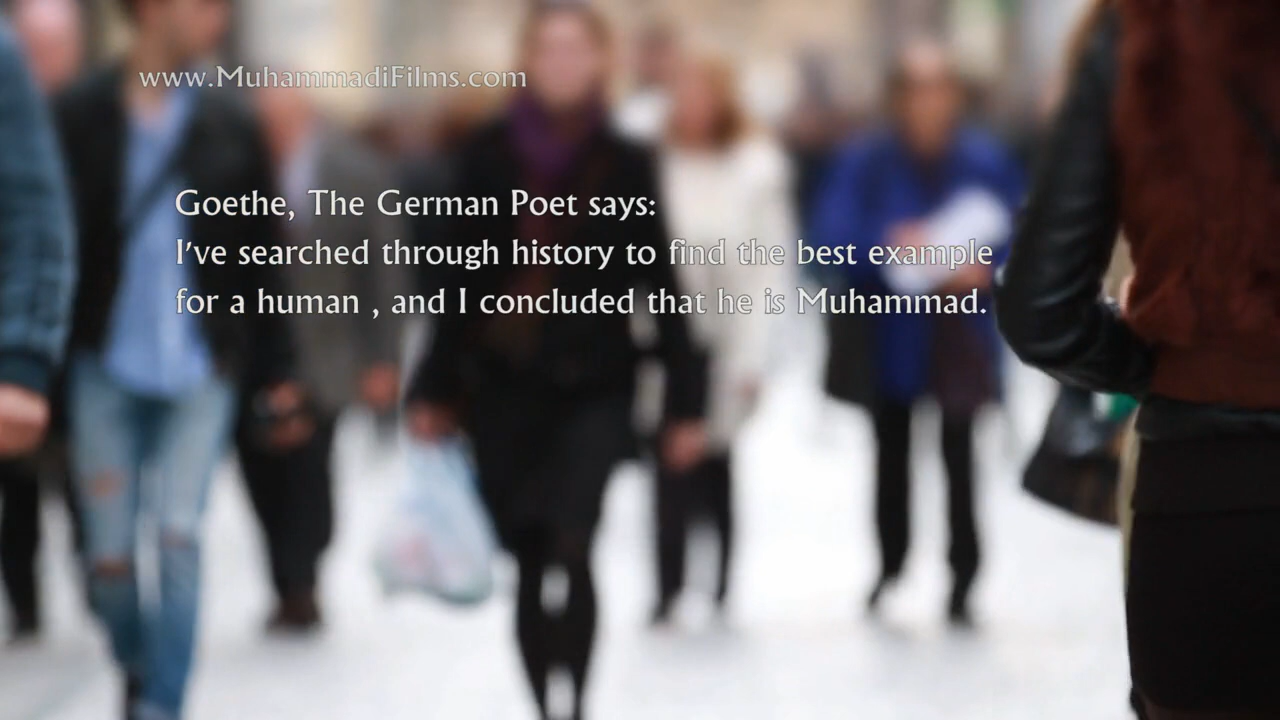 www.MuhammadiFilms.com
Goethe, The German Poet says:
I've searched through history to find the best example
for a human , and I concluded that he is Muhammad.